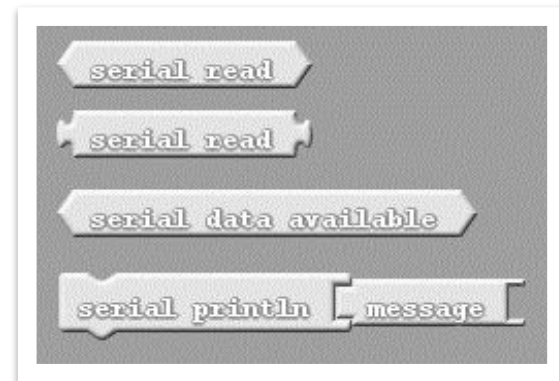 serial read
serial read
serial data available
serial println message